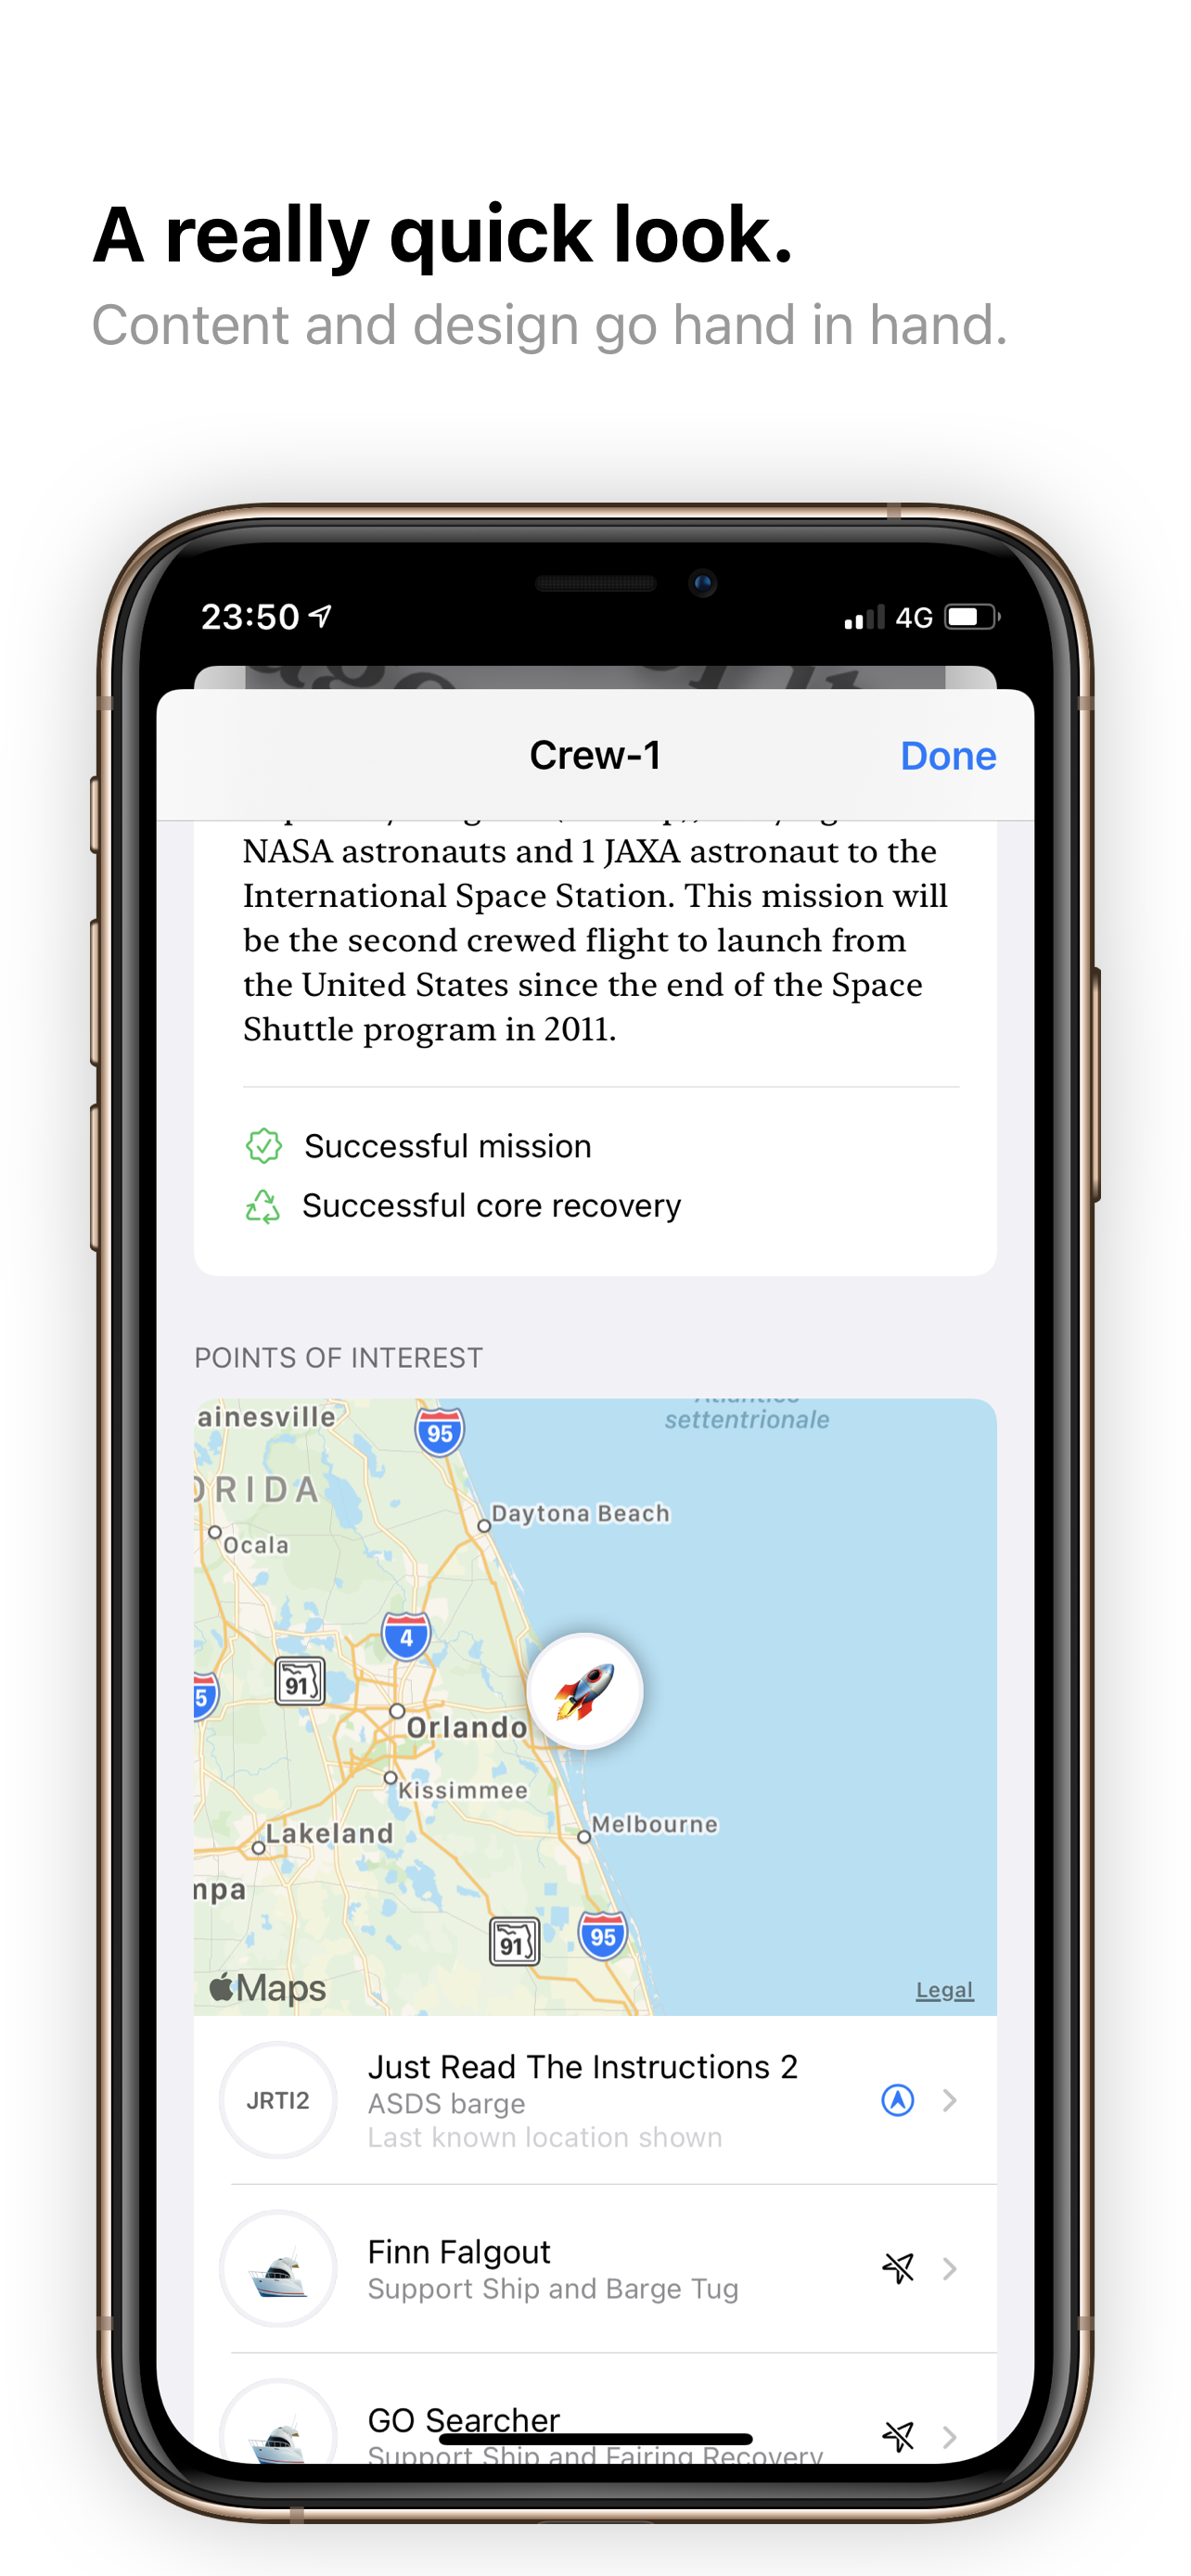 A really quick look.
Content and design go hand in hand.
23:50
4G
Crew-1
Done
NASA astronauts and 1 JAXA astronaut to the
International Space Station. This mission will
be the second crewed flight to launch from
the United States since the end of the Space
Shuttle program in 2011.
Successful mission
Successful core recovery
POINTS OF INTEREST
settentrionale
ainesville
95
ORIDA
Daytona Beach
Ocala
4
91
5
Orlando
Kissimmee
Melbourne
Lakeland
mpa
91
95
Maps
Legal
JRTI2
Just Read The Instructions 2
ASDS barge
Last known location shown
Finn Falgout
Support Ship and Barge Tug
GO Searcher
Support Ship and Fairing Recovery